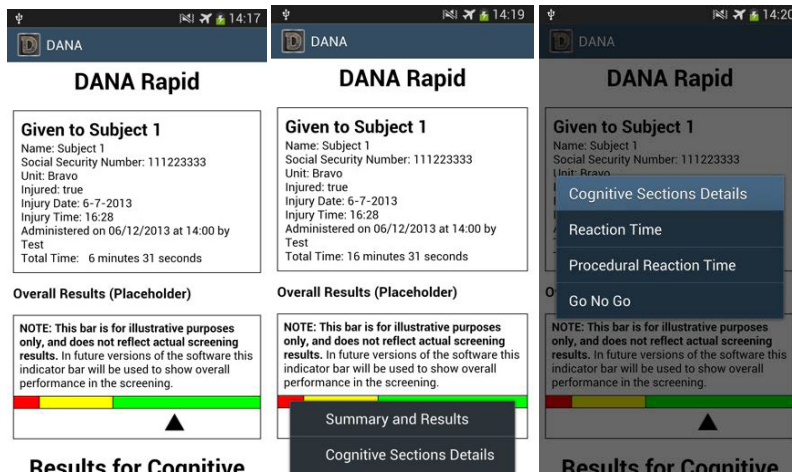 14:17
DANA
DANA Rapid
Given to Subject 1
Name: Subject 1
Social Security Number: 111223333
Unit: Bravo
Injured: true
Injury Date: 6-7-2013
Injury Time: 16:28
Administered on 06/12/2013 at 14:00 by
Test
Total Time: 6 minutes 31 seconds
Overall Results (Placeholder)
NOTE: This bar is for illustrative purposes
only, and does not reflect actual screening
results. In future versions of the software this
indicator bar will be used to show overall
performance in the screening.
Results for Cognitive
14:19
DANA
DANA Rapid
Given to Subject 1
Name: Subject 1
Social Security Number: 111223333
Unit: Bravo
Injured: true
Injury Date: 6-7-2013
Injury Time: 16:28
Administered on 06/12/2013 at 14:00 by
Test
Total Time: 16 minutes 31 seconds
Overall Results (Placeholder)
NOTE: This bar is for illustrative purposes
only, and does not reflect actual screening
results. In future versions of the software this
indicator bar will be used to show overall
performance in the screening.
Summary and Results
Cognitive Sections Details
14:20
DANA
DANA Rapid
Given to Subject 1
Name: Subject 1
Social Security Number: 111223333
Unit: Bravo
Cognitive Sections Details
Reaction Time
Procedural Reaction Time
Go No Go
NOTE: This bar is for illustrative purposes
only, and does not reflect actual screening
results. In future versions of the software this
indicator bar will be used to show overall
performance in the screening.
Results for Cognitive